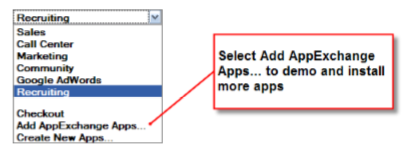 Recruiting
Sales
Call Center
Marketing
Community
Google AdWords
Recruiting
Checkout
Add AppExchange Apps...
Create New Apps...
Select Add AppExchange
Apps... to demo and install
more apps